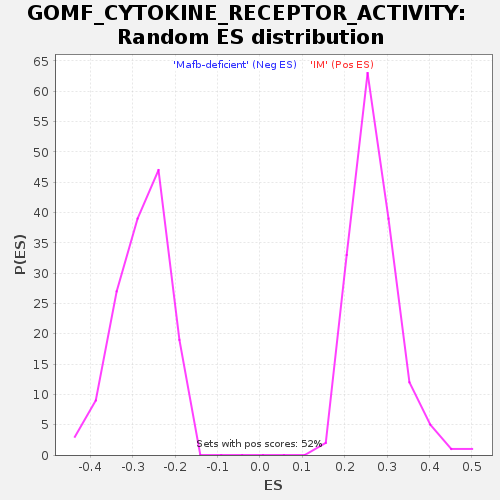 GOMF_CYTOKINE_RECEPTOR_ACTIVITY:
Random ES distribution
'Mafb-deficient' (Neg ES) 'IM' (Pos ES)
65
60
55
50
45
40
35
30
25
20
15
10
5
0
P(ES)
Sets with pos scores: 52%
-0.4 -0.3 -0.2 -0.1 0.0 0.1 0.2 0.3 0.4 0.5
ES